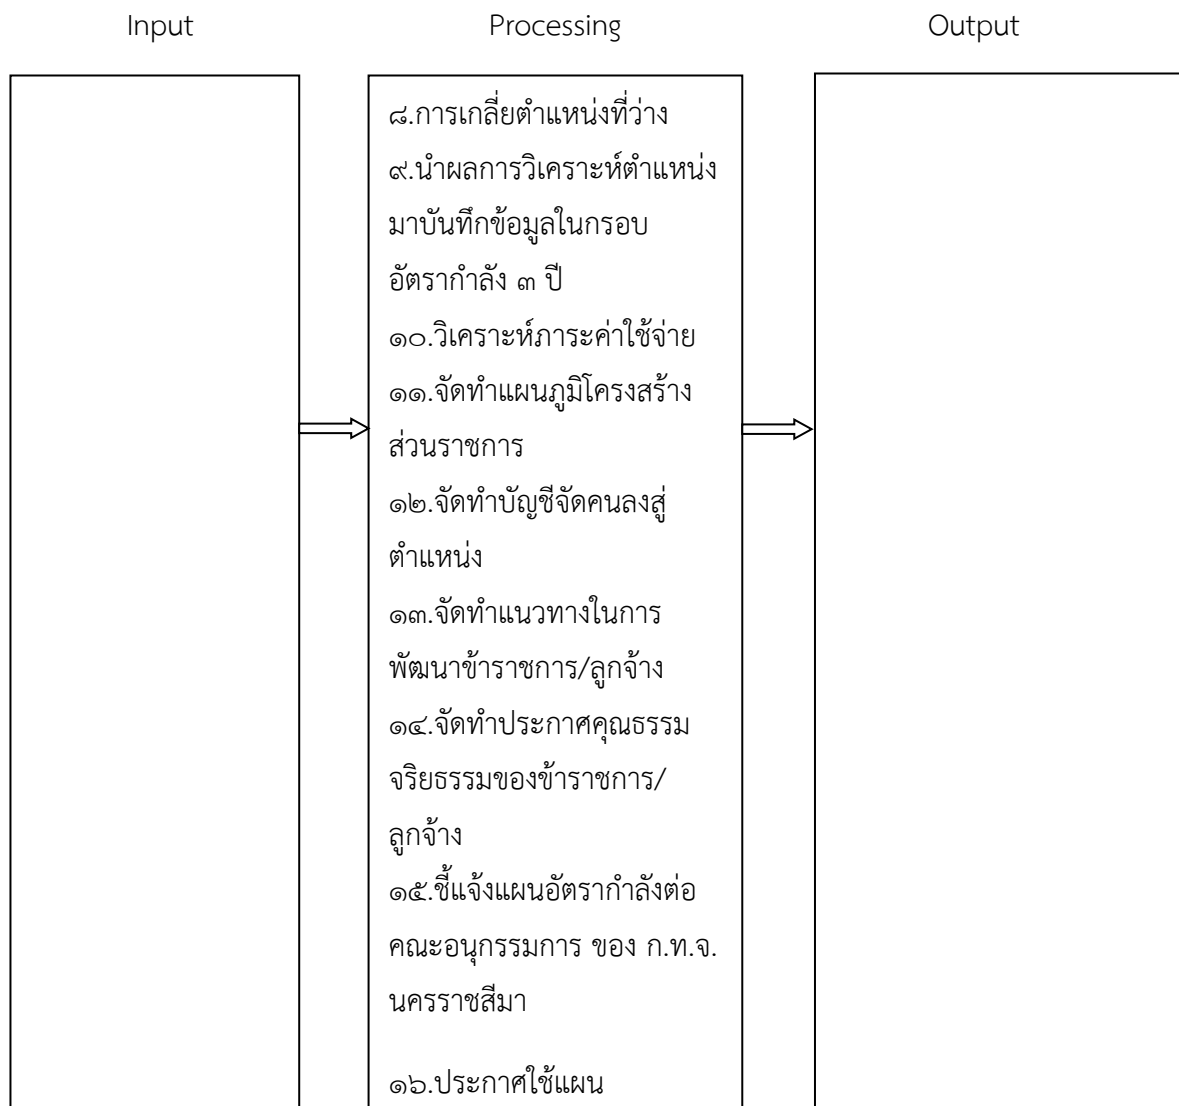 Input
Processing
Output
๘.การเกลี่ยตำแหน่งที่ว่าง
๙.นำผลการวิเคราะห์ตำแหน่ง
มาบันทึกข้อมูลในกรอบ
อัตรากำลัง ๓ ปี
๑๐.วิเคราะห์ภาระค่าใช้จ่าย
๑๑.จัดทำแผนภูมิโครงสร้าง
ส่วนราชการ
๑๒.จัดทำบัญชีจัดคนลงสู่
ตำแหน่ง
๑๓.จัดทำแนวทางในการ
พัฒนาข้าราชการ/ลูกจ้าง
๑๔.จัดทำประกาศคุณธรรม
จริยธรรมของข้าราชการ/
ลูกจ้าง
๑๕.ชี้แจ้งแผนอัตรากำลังต่อ
คณะอนุกรรมการ ของ ก.ท.จ.
นครราชสีมา
๑๖.ประกาศใช้แผน